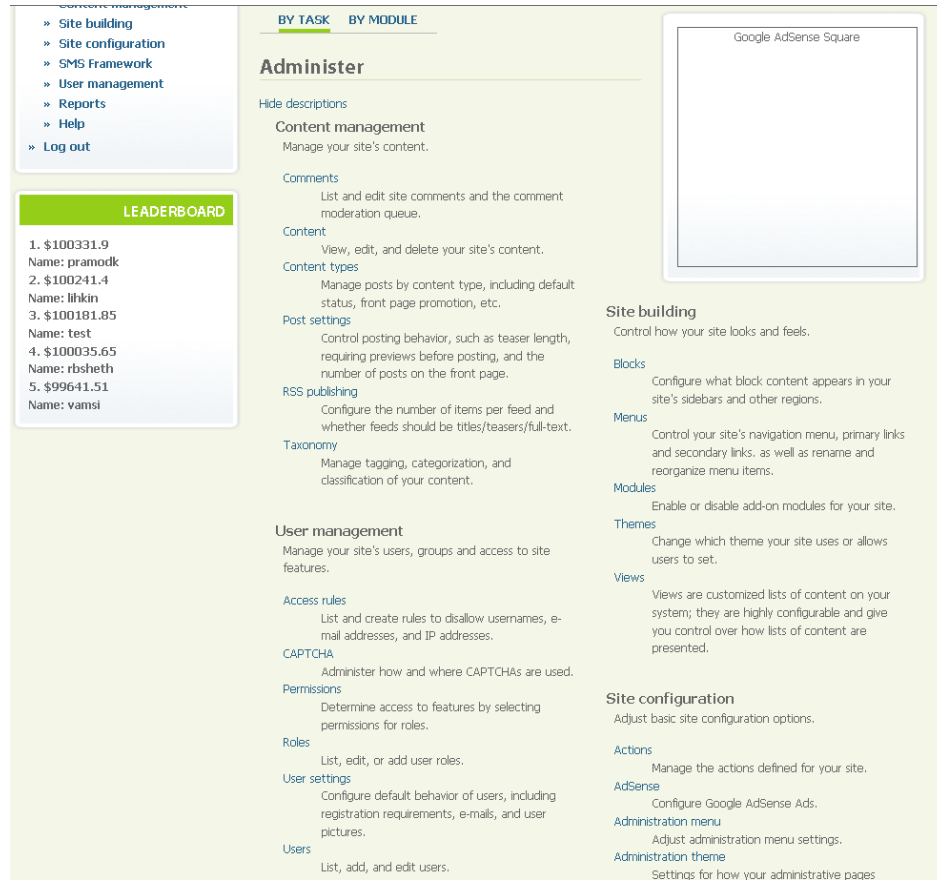 Content management
» Site building
» Site configuration
» SMS Framework
» User management
» Reports
» Help
» Log out
LEADERBOARD
1. $100331.9
Name: pramodk
2. $100241.4
Name: lihkin
3. $100181.85
Name: test
4. $100035.65
Name: rbsheth
5. $99641.51
Name: vamsi
BY TASK BY MODULE
Administer
Hide descriptions
Content management
Manage your site's content.
Comments
List and edit site comments and the comment
moderation queue.
Content
View, edit, and delete your site's content.
Content types
Manage posts by content type, including default
status, front page promotion, etc.
Post settings
Control posting behavior, such as teaser length,
requiring previews before posting, and the
number of posts on the front page.
RSS publishing
Configure the number of items per feed and
whether feeds should be titles/teasers/full-text.
Taxonomy
Manage tagging, categorization, and
classification of your content.
User management
Manage your site's users, groups and access to site
features.
Access rules
List and create rules to disallow usernames, e-
mail addresses, and IP addresses.
CAPTCHA
Administer how and where CAPTCHAs are used.
Permissions
Determine access to features by selecting
permissions for roles.
Roles
List, edit, or add user roles.
User settings
Configure default behavior of users, including
registration requirements, e-mails, and user
pictures.
Users
List, add, and edit users.
Google AdSense Square
Site building
Control how your site looks and feels.
Blocks
Configure what block content appears in your
site's sidebars and other regions.
Menus
Control your site's navigation menu, primary links
and secondary links. as well as rename and
reorganize menu items.
Modules
Enable or disable add-on modules for your site.
Themes
Change which theme your site uses or allows
users to set.
Views
Views are customized lists of content on your
system; they are highly configurable and give
you control over how lists of content are
presented.
Site configuration
Adjust basic site configuration options.
Actions
Manage the actions defined for your site.
AdSense
Configure Google AdSense Ads.
Administration menu
Adjust administration menu settings.
Administration theme
Settings for how your administrative pages